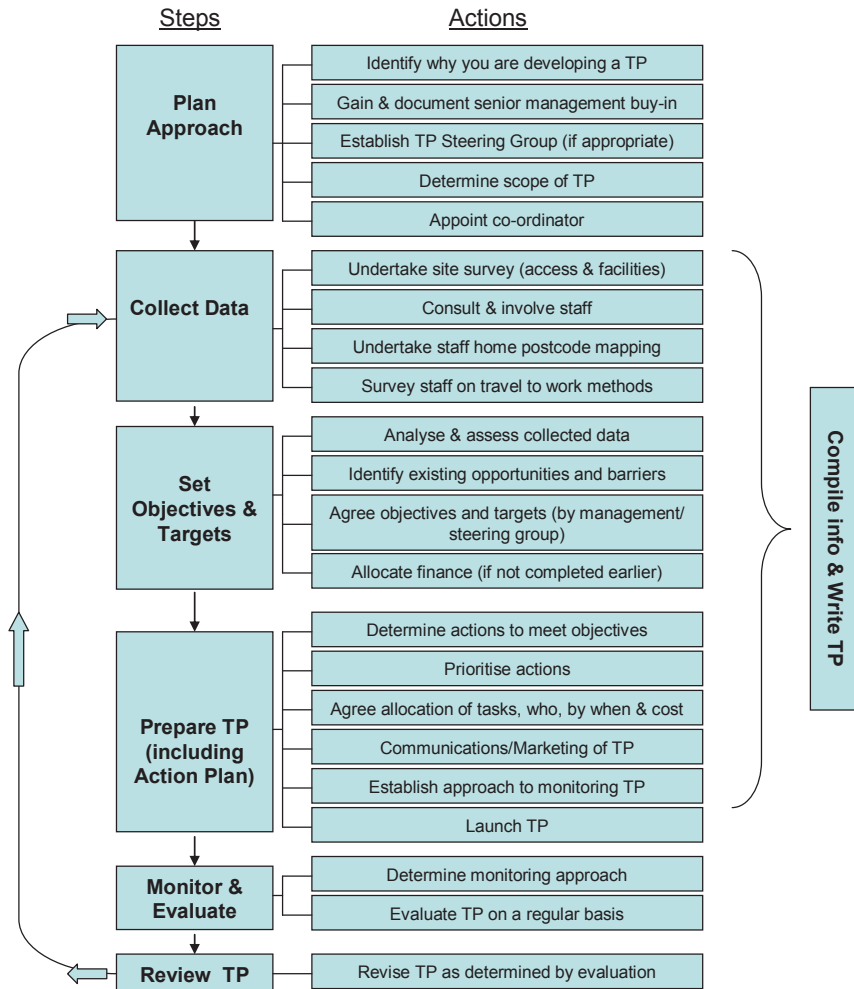 Steps
Actions
Plan
Approach
Identify why you are developing a TP
Gain & document senior management buy-in
Establish TP Steering Group (if appropriate)
Determine scope of TP
Appoint co-ordinator
Collect Data
Undertake site survey (access & facilities)
Consult & involve staff
Undertake staff home postcode mapping
Survey staff on travel to work methods
Set
Objectives &
Targets
Analyse & assess collected data
Identify existing opportunities and barriers
Agree objectives and targets (by management/
steering group)
Allocate finance (if not completed earlier)
Prepare TP
(including
Action Plan)
Determine actions to meet objectives
Prioritise actions
Agree allocation of tasks, who, by when & cost
Communications/Marketing of TP
Establish approach to monitoring TP
Launch TP
Compile info & Write TP
Monitor &
Evaluate
Determine monitoring approach
Evaluate TP on a regular basis
Review TP
Revise TP as determined by evaluation